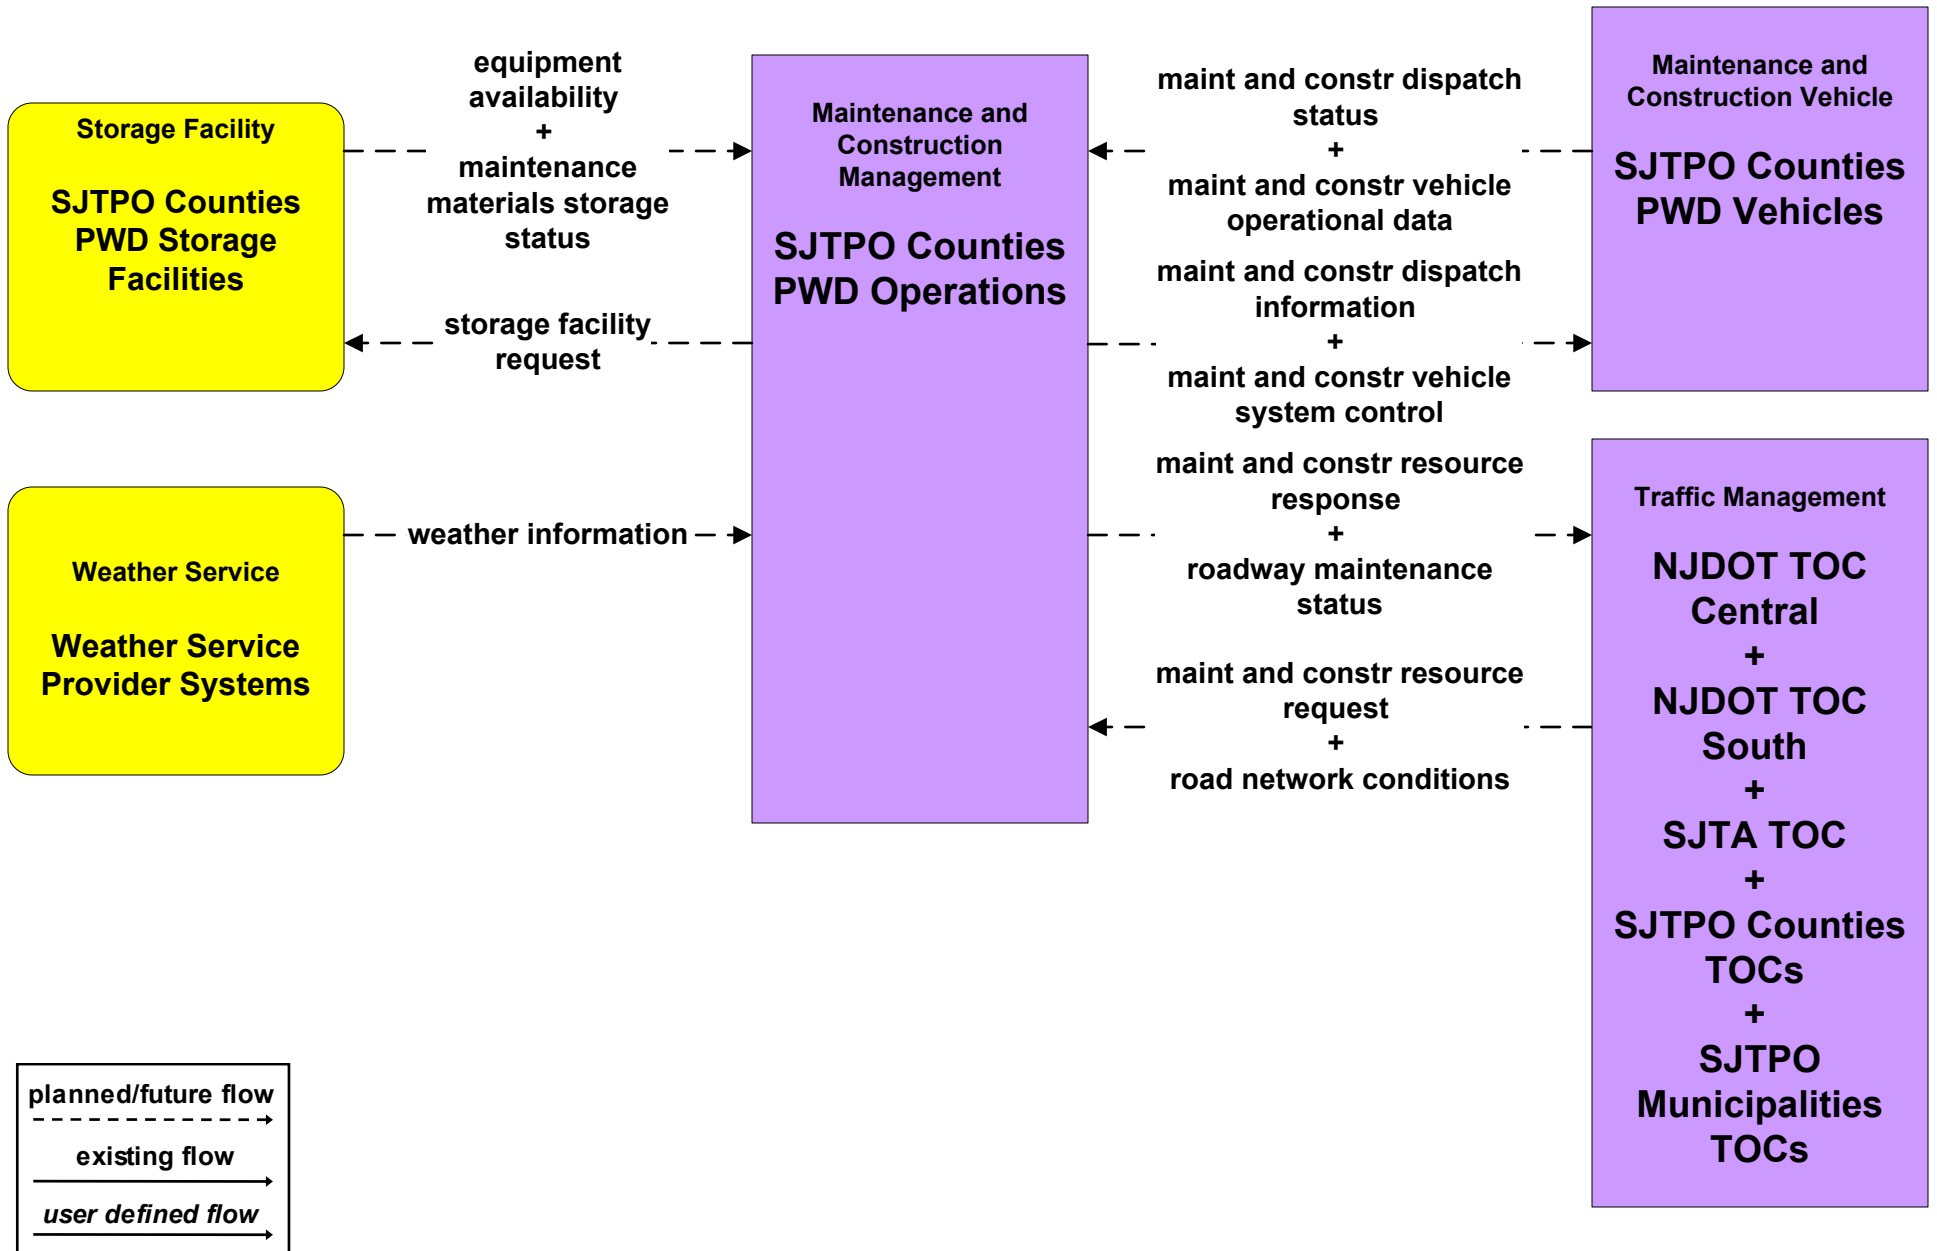 Storage Facility
SJTPO Counties
PWD Storage
Facilities
equipment
availability
+
maintenance
materials storage
status
storage facility
request
Weather Service
Weather Service
Provider Systems
weather information
Maintenance and
Construction
Management
SJTPO Counties
PWD Operations
maint and constr dispatch
status
+
maint and constr vehicle
operational data
maint and constr dispatch
information
+
maint and constr vehicle
system control
maint and constr resource
response
+
roadway maintenance
status
maint and constr resource
request
+
road network conditions
Maintenance and
Construction Vehicle
SJTPO Counties
PWD Vehicles
Traffic Management
NJDOT TOC
Central
+
NJDOT TOC
South
+
SJTA TOC
+
SJTPO Counties
TOCs
+
SJTPO
Municipalities
TOCs
planned/future flow
existing flow
user defined flow